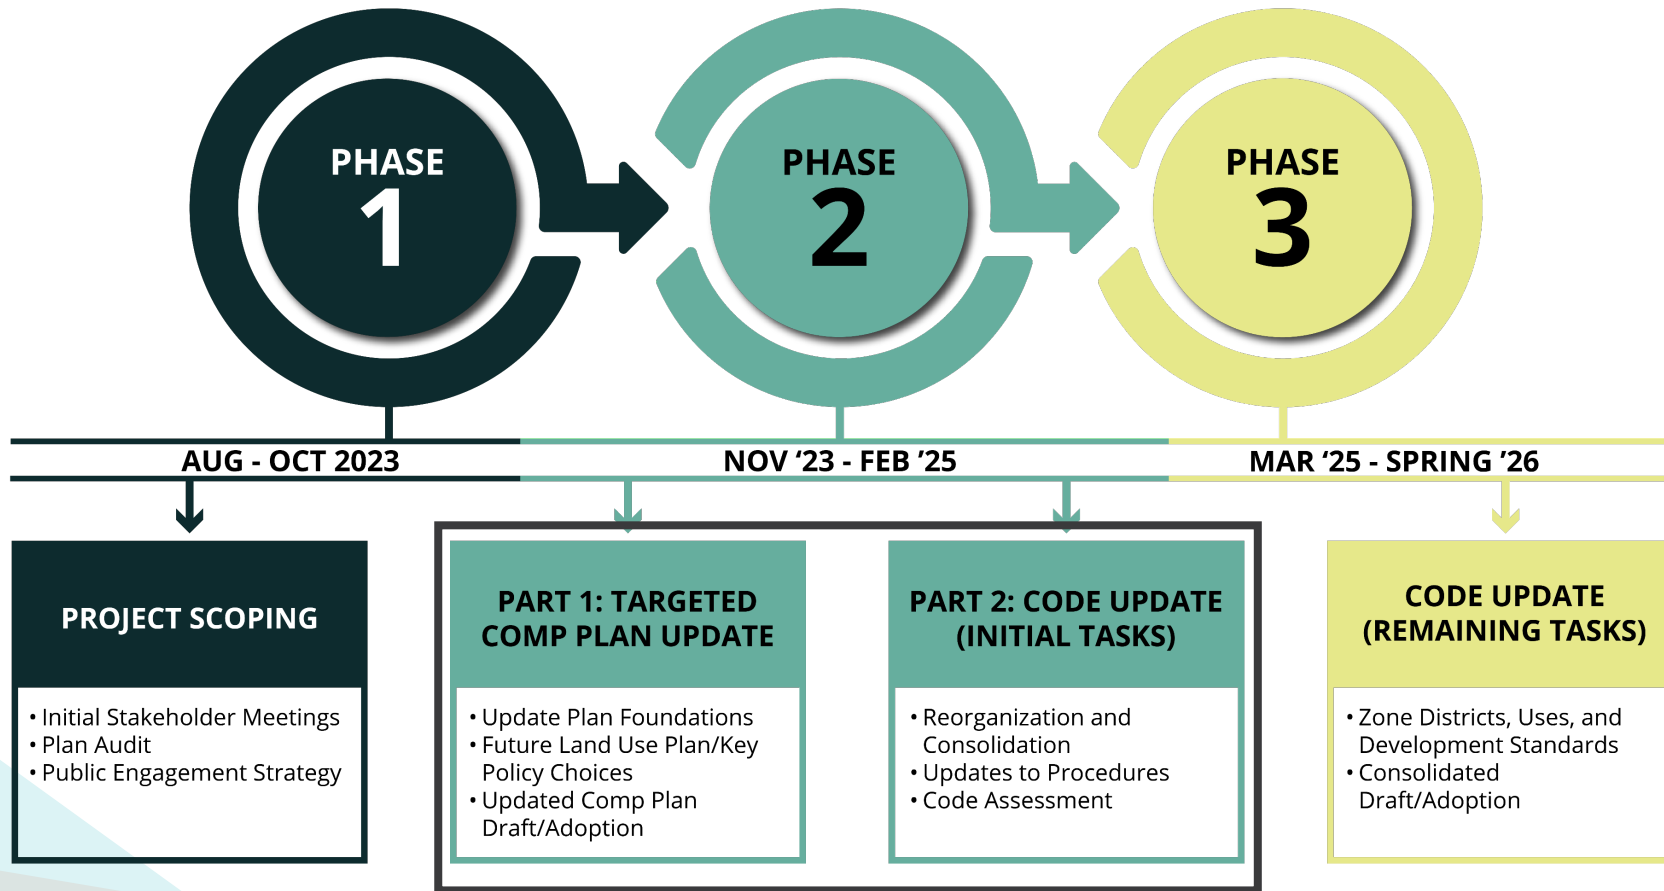 PHASE
1
PHASE
2
PHASE
3
AUG - OCT 2023
NOV ‘23 - FEB ’25
MAR ‘25 - SPRING ’26
PROJECT SCOPING
• Initial Stakeholder Meetings
• Plan Audit
• Public Engagement Strategy
PART 1: TARGETED
COMP PLAN UPDATE
• Update Plan Foundations
• Future Land Use Plan/Key
Policy Choices
• Updated Comp Plan
Draft/Adoption
PART 2: CODE UPDATE
(INITIAL TASKS)
• Reorganization and
Consolidation
• Updates to Procedures
• Code Assessment
CODE UPDATE
(REMAINING TASKS)
• Zone Districts, Uses, and
Development Standards
• Consolidated
Draft/Adoption